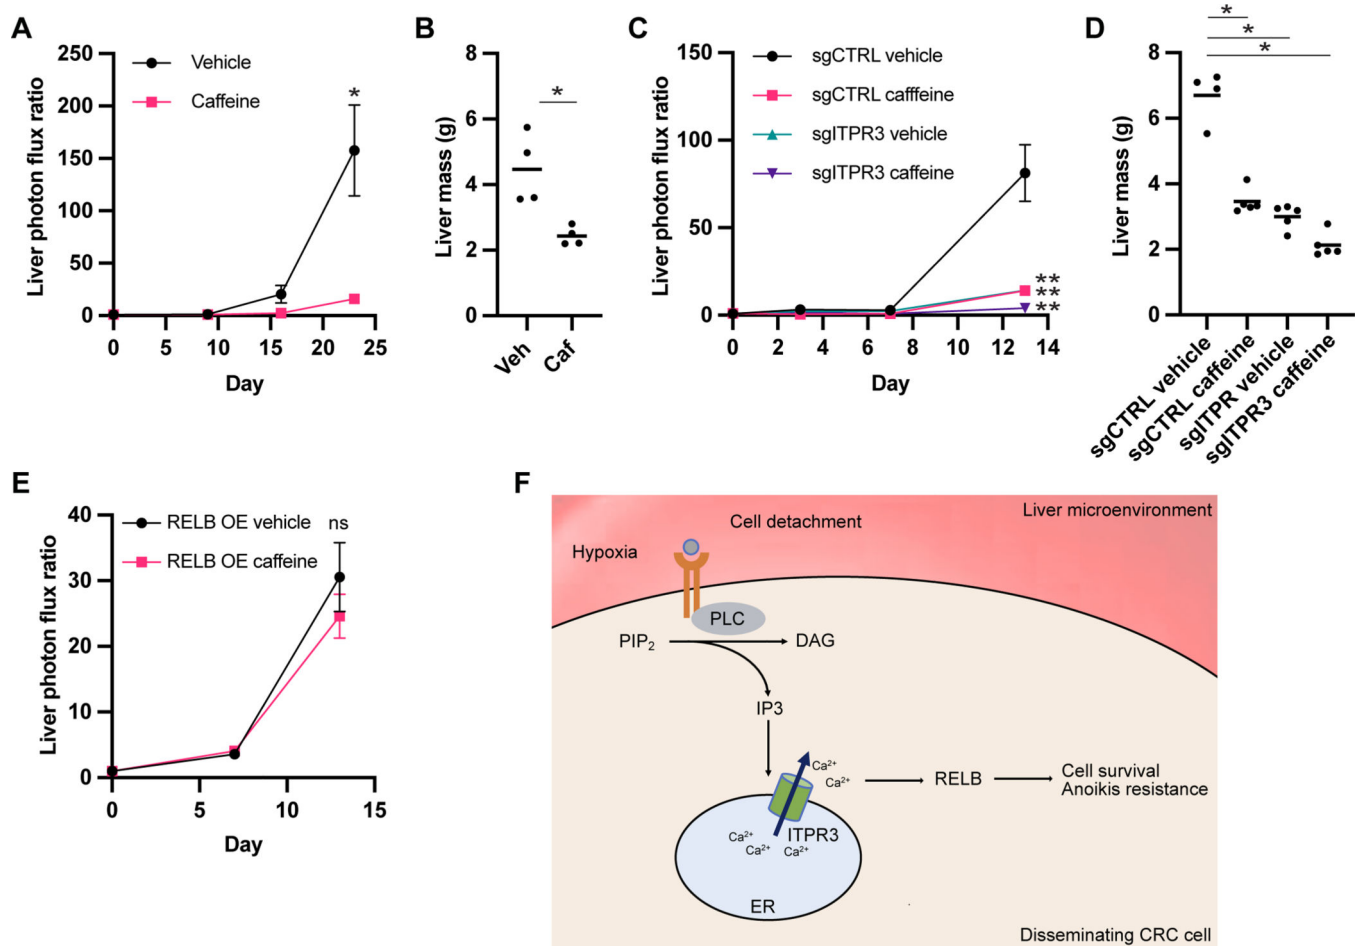 A
Vehicle
Caffeine
*
Liver photon flux ratio
250
200
150
100
50
0
0 5 10 15 20 25
Day
B
*
Liver mass (g)
8
6
4
2
0
Veh
Caf
C
sgCTRL vehicle
sgCTRL cafffeine
sgITPR3 vehicle
sgITPR3 caffeine
Liver photon flux ratio
150
100
50
0
**
**
**
0 2 4 6 8 10 12 14
Day
D
*
*
*
Liver mass (g)
8
6
4
2
0
sgCTRL vehicle
sgCTRL caffeine
sgITPR vehicle
sgITPR3 caffeine
E
RELB OE vehicle
RELB OE caffeine
ns
Liver photon flux ratio
40
30
20
10
0
0 5 10 15
Day
F
Liver microenvironment
Cell detachment
Hypoxia
PLC
PIP₂
DAG
IP3
Ca²⁺
Ca²⁺
RELB
Cell survival
Anoikis resistance
ITPR3
Ca²⁺
Ca²⁺
Ca²⁺
ER
Disseminating CRC cell